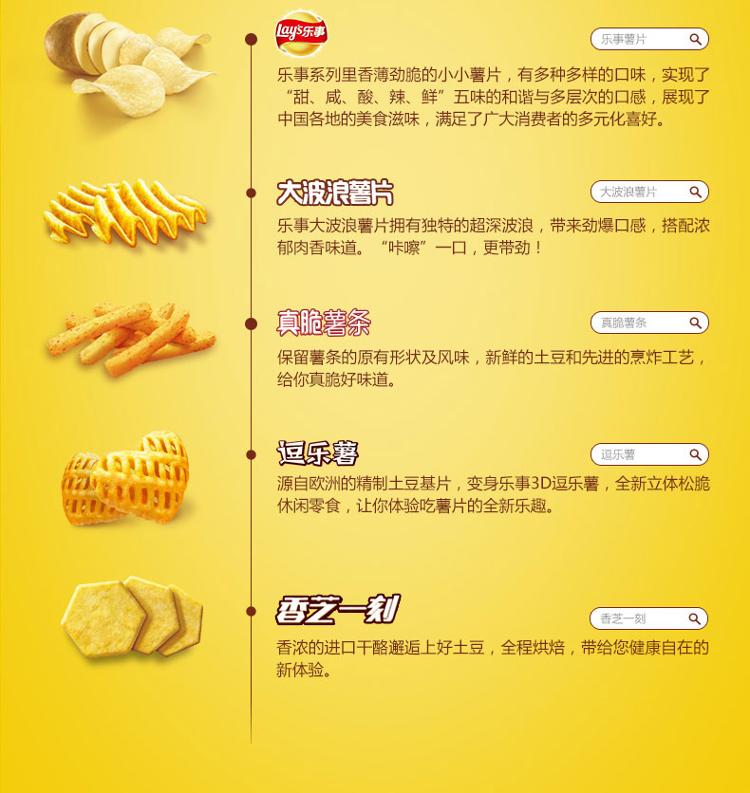 Lay's乐事
乐事薯片
乐事系列里香薄劲脆的小小薯片，有多种多样的口味，实现了
“甜、咸、酸、辣、鲜”五味的和谐与多层次的口感，展现了
中国各地的美食滋味，满足了广大消费者的多元化喜好。
大波浪薯片
大波浪薯片
乐事大波浪薯片拥有独特的超深波浪，带来劲爆口感，搭配浓
郁肉香味道。“咔嚓”一口，更带劲！
真脆薯条
真脆薯条
保留薯条的原有形状及风味，新鲜的土豆和先进的烹炸工艺，
给你真脆好味道。
逗乐薯
逗乐薯
源自欧洲的精制土豆基片，变身乐事3D逗乐薯，全新立体松脆
休闲零食，让你体验吃薯片的全新乐趣。
香芝一刻
香芝一刻
香浓的进口干酪邂逅上好土豆，全程烘焙，带给您健康自在的
新体验。